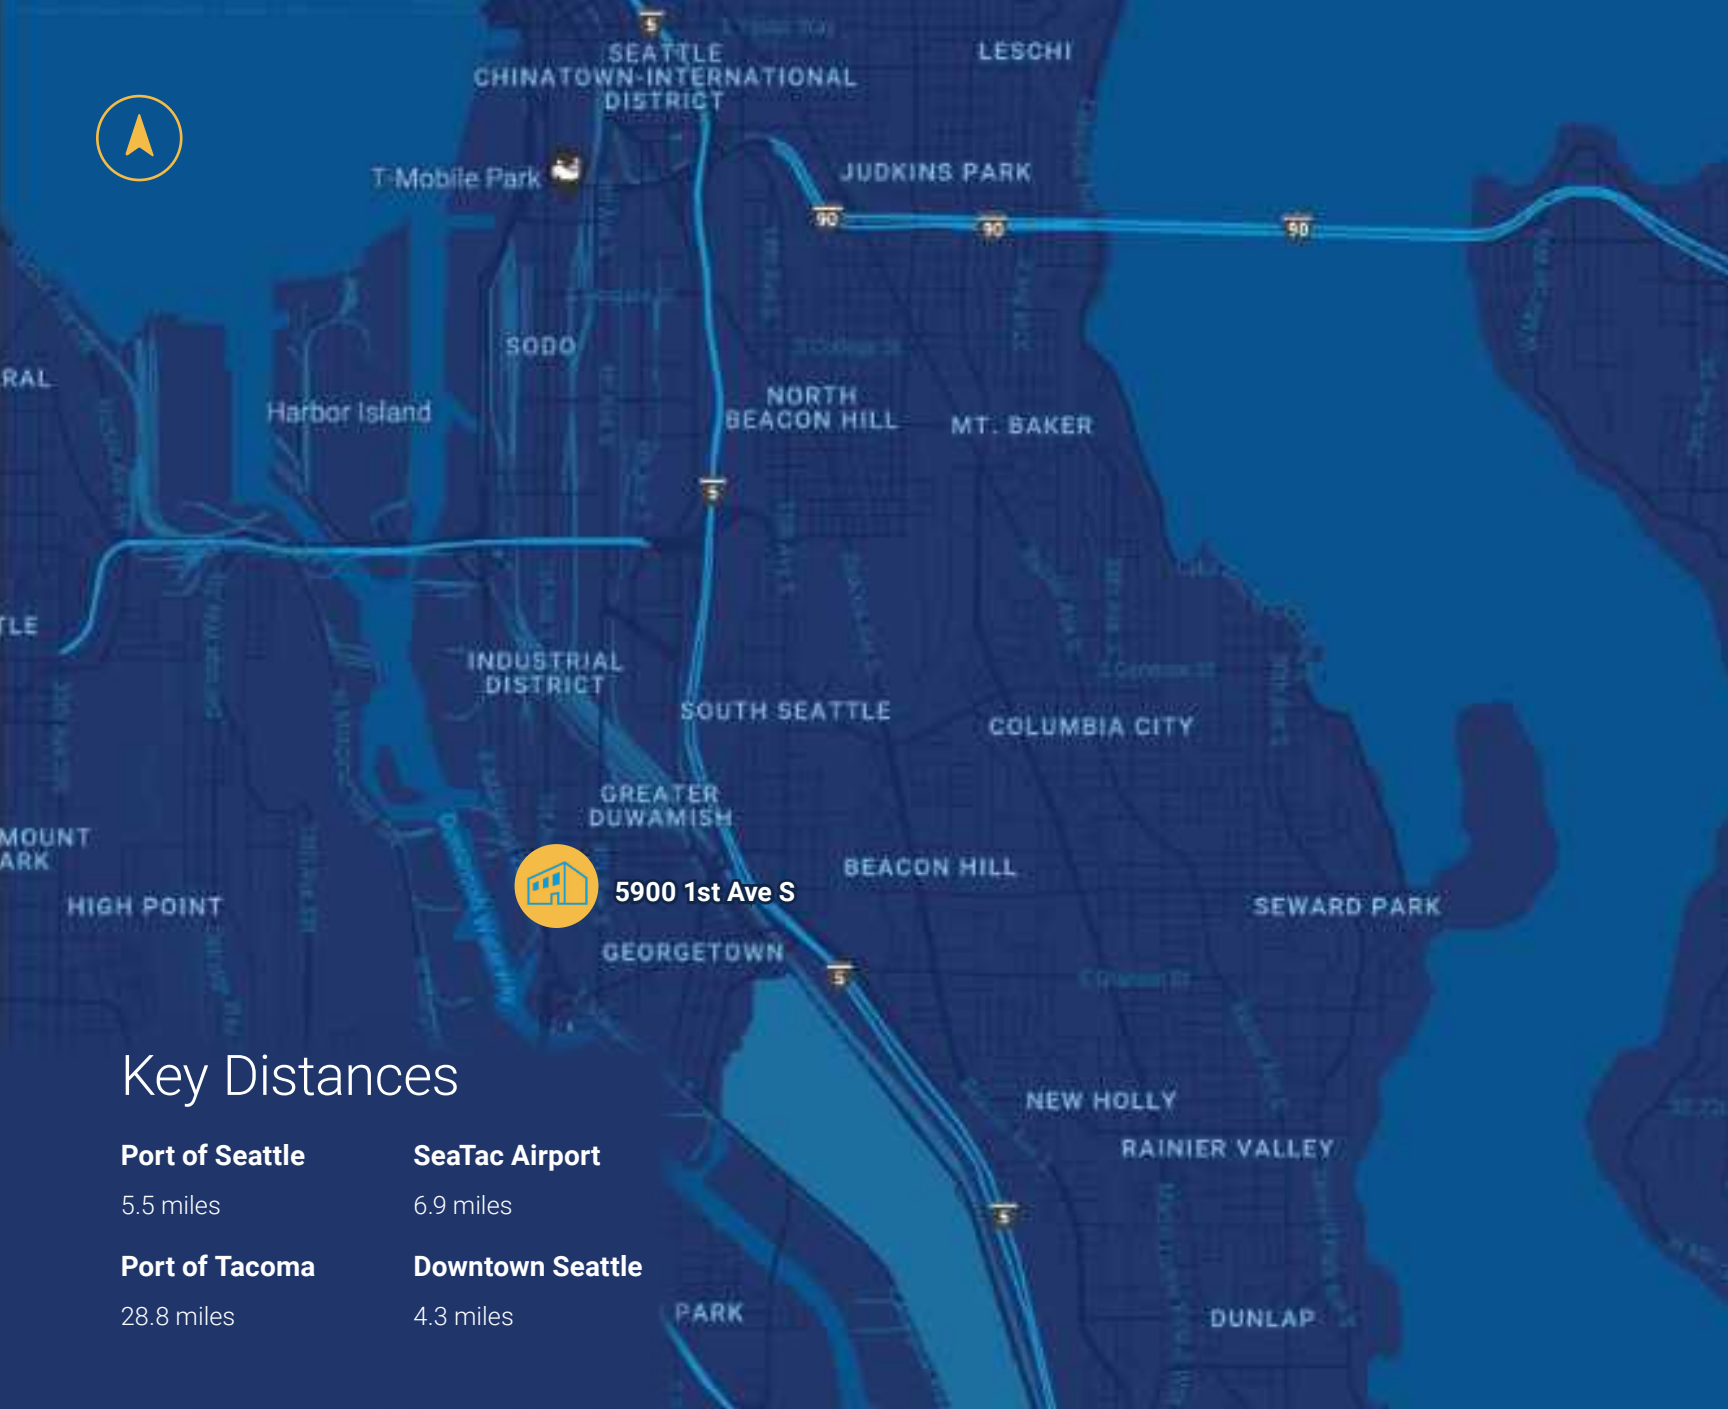 5
SEATTLE
CHINATOWN-INTERNATIONAL
DISTRICT
LESCHI
T-Mobile Park
JUDKINS PARK
90
90
90
SODO
RAL
Harbor Island
NORTH
BEACON HILL
MT. BAKER
5
TLE
INDUSTRIAL
DISTRICT
SOUTH SEATTLE
COLUMBIA CITY
GREATER
DUWAMISH
MOUNT
ARK
5900 1st Ave S
BEACON HILL
HIGH POINT
SEWARD PARK
GEORGETOWN
5
Key Distances
NEW HOLLY
RAINIER VALLEY
Port of Seattle
5.5 miles
SeaTac Airport
6.9 miles
5
Port of Tacoma
28.8 miles
Downtown Seattle
4.3 miles
PARK
DUNLAP